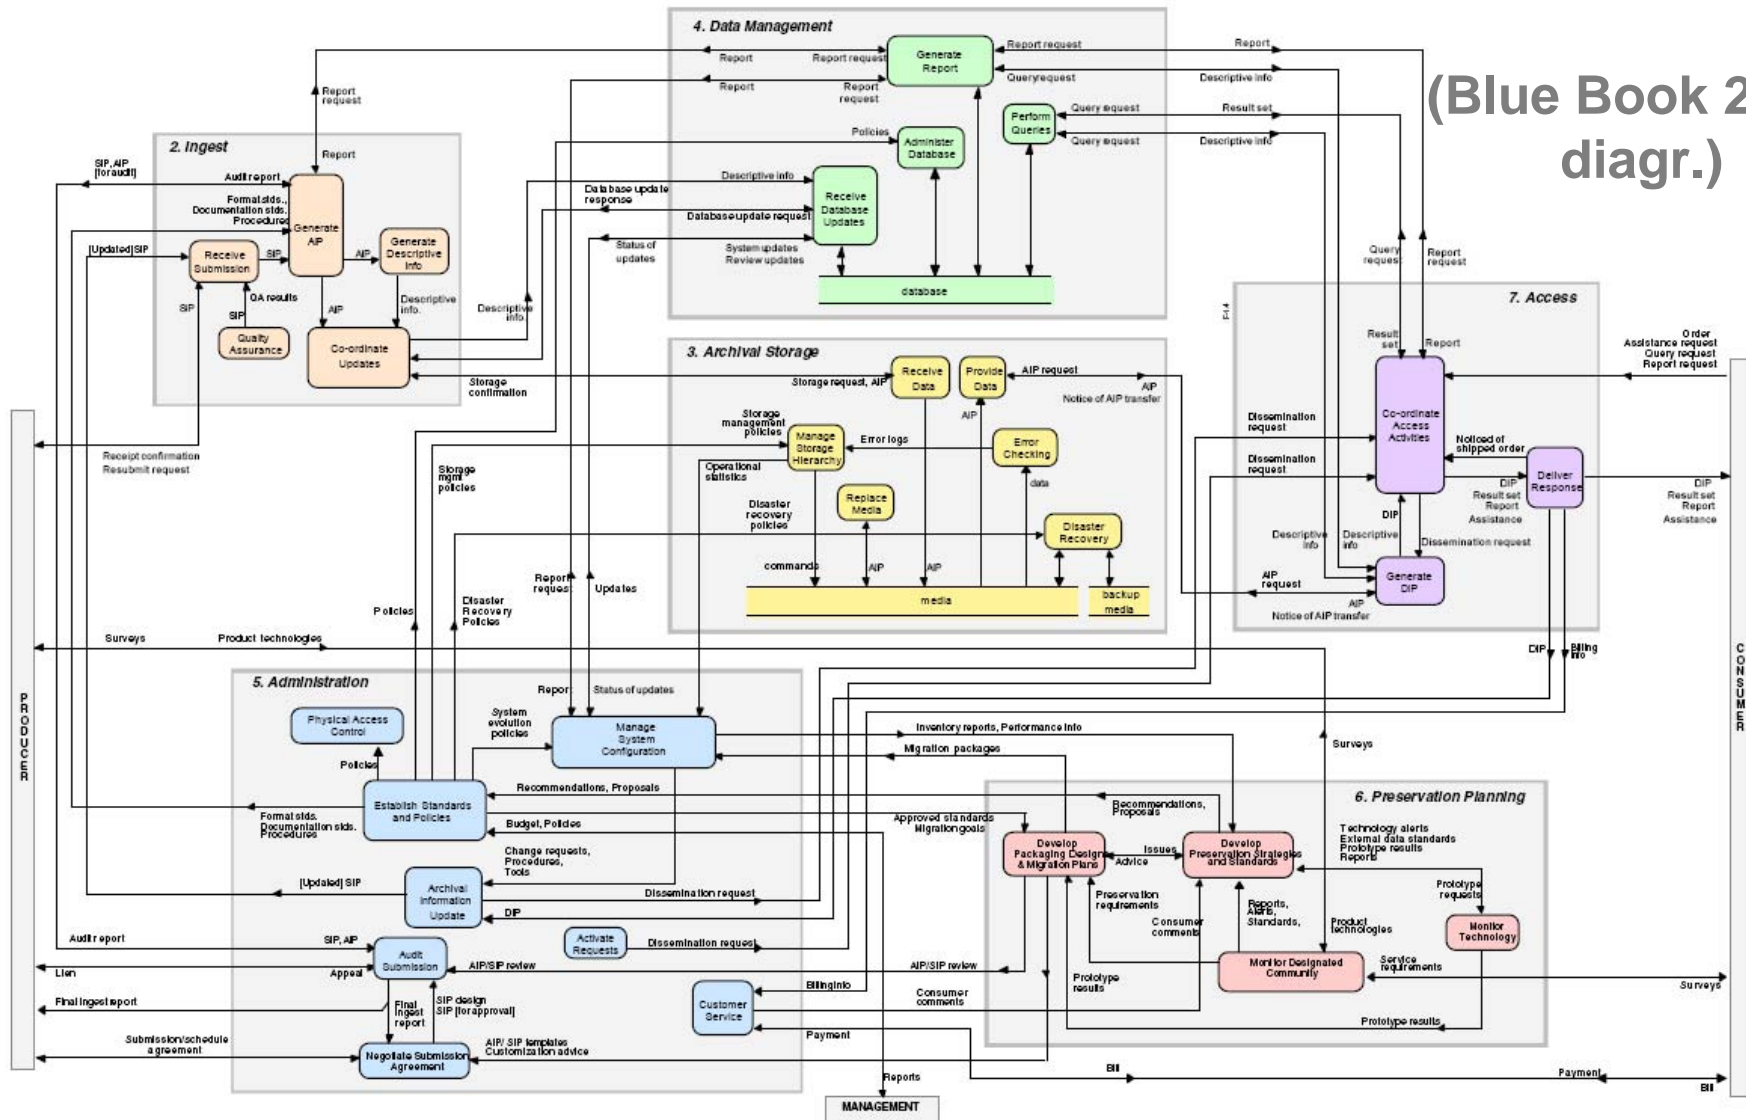 4. Data Management
Report
Report request
Generate
Report
Report request
Report
Report
Report
request
Queryrequest
Descriptive info
(Blue Book 2
diagr.)
Report
request
Policies
Administer
Database
Perform
Queries
Query request
Result set
Query request
Descriptive info
Descriptive info
Database update
response
Database update request
Receive
Database
Updates
Status of
updates
System updates
Review updates
database
2. Ingest
SIP, AIP
[for audit]
Report
Audit report
Format stds.,
Documentation stds.
Procedures
Generate
AIP
[Updated] SIP
Receive
Submission
SIP
AIP
Generate
Descriptive
Info
SIP
QA results
SIP
AIP
Descriptive
info.
Quality
Assurance
Co-ordinate
Updates
Descriptive
info.
Storage
confirmation
Receipt confirmation
Resubmit request
3. Archival Storage
Receive
Data
Provide
Data
Storage request, AIP
AIP request
AIP
Notice of AIP transfer
AIP
Storage
management
policies
Manage
Storage
Hierarchy
Error logs
Error
Checking
Storage
mgmt
policies
Operational
statistics
data
Replace
Media
Disaster
recovery
policies
Disaster
Recovery
commands
AIP
AIP
media
backup
media
7. Access
F-4.4
Query
request
Report
request
Result
set
Report
Order
Assistance request
Query request
Report request
Co-ordinate
Access
Activities
Dissemination
request
Dissemination
request
Noticed of
shipped order
Deliver
Response
DIP
Result set
Report
Assistance
DIP
Result set
Report
Assistance
DIP
Descriptive
info
Descriptive
info
Dissemination request
AIP
request
Generate
DIP
AIP
Notice of AIP transfer
DIP
Billing
info
Policies
Disaster
Recovery
Policies
Report
request
Updates
Surveys
Product technologies
PRODUCER
CONSUMER
5. Administration
Report
Status of updates
Physical Access
Control
System
evolution
policies
Manage
System
Configuration
Policies
Inventory reports, Performance info
Migration packages
Surveys
Establish Standards
and Policies
Recommendations, Proposals
Format stds.
Documentation stds.
Procedures
Budget, Policies
Approved standards
Migration goals
Change requests,
Procedures,
Tools
[Updated] SIP
Archival
Information
Update
Dissemination request
DIP
Audit report
SIP, AIP
Activate
Requests
Dissemination request
Audit
Submission
Lien
Appeal
AIP/SIP review
AIP/SIP review
Final Ingest report
Final
Ingest
report
SIP design
SIP [for approval]
Customer
Service
Billing info
Consumer
comments
Payment
Submission/schedule
agreement
Negotiate Submission
Agreement
AIP/ SIP templates
Customization advice
6. Preservation Planning
Recommendations,
Proposals
Technology alerts
External data standards
Prototype results
Reports
Develop
Packaging Designs
& Migration Plans
Issues
Advice
Develop
Preservation Strategies
and Standards
Prototype
requests
Preservation
requirements
Consumer
comments
Reports,
Alerts,
Standards,
Product
technologies
Monitor
Technology
Monitor Designated
Community
Service
requirements
Surveys
Prototype
results
Prototype results
Reports
Bill
Payment
Bill
MANAGEMENT